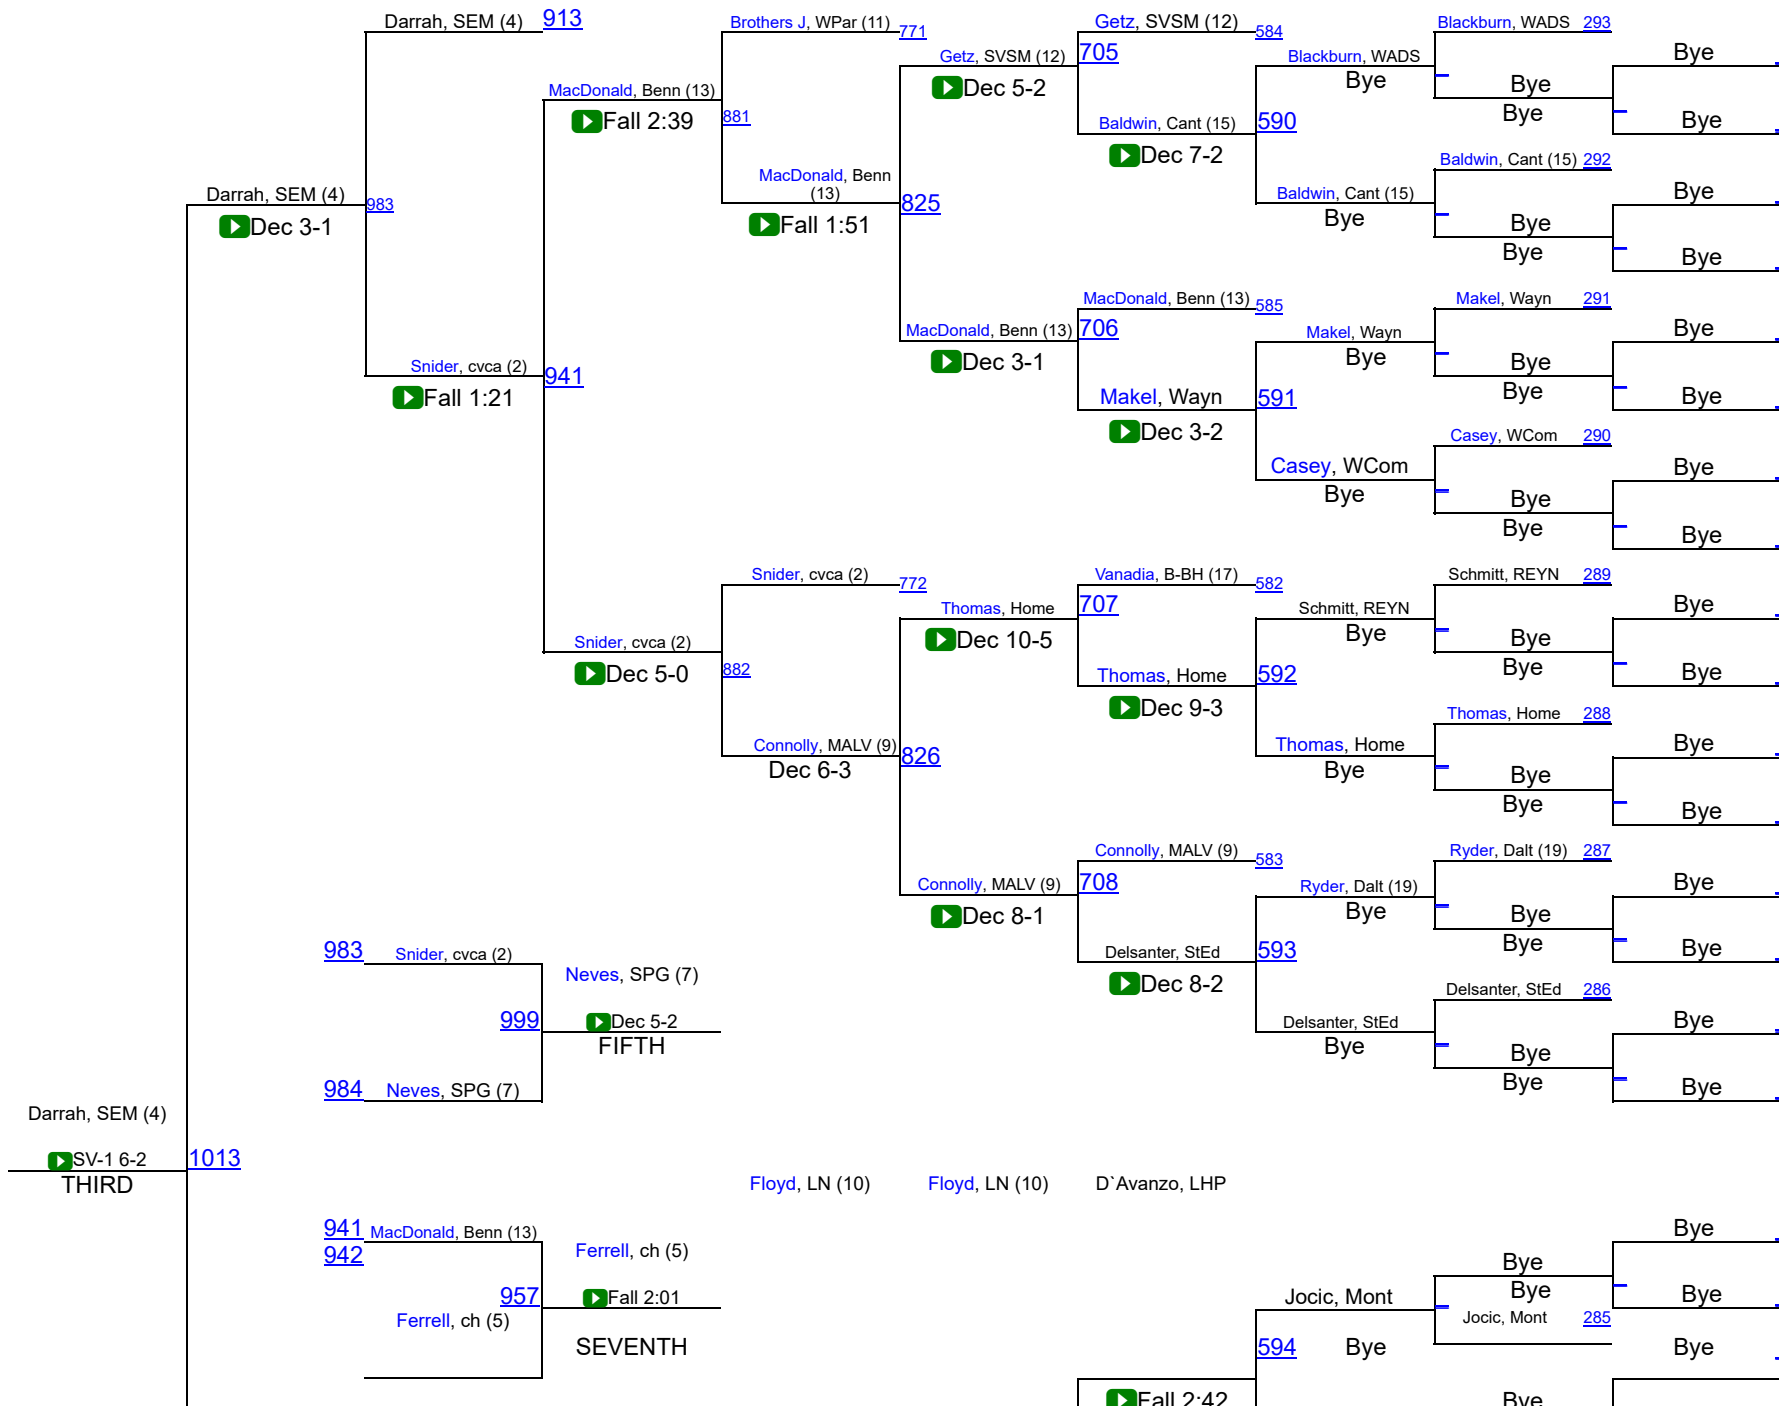 Darrah, SEM (4) 913
Brothers J, WPar (11) 771
Getz, SVSM (12) 584
Blackburn, WADS 293
Getz, SVSM (12) 705
Blackburn, WADS
Bye
MacDonald, Benn (13)
Dec 5-2
Bye
Bye
Fall 2:39
881
Bye
Baldwin, Cant (15) 590
Bye
Dec 7-2
Baldwin, Cant (15) 292
MacDonald, Benn
(13)
Baldwin, Cant (15)
Bye
Darrah, SEM (4) 983
825
Bye
Dec 3-1
Fall 1:51
Bye
Bye
Bye
MacDonald, Benn (13) 585
Makel, Wayn 291
MacDonald, Benn (13) 706
Makel, Wayn
Bye
Dec 3-1
Bye
Bye
Snider, cvca (2) 941
Bye
Fall 1:21
Makel, Wayn 591
Bye
Dec 3-2
Casey, WCom 290
Casey, WCom
Bye
Bye
Bye
Bye
Bye
Snider, cvca (2) 772
Vanadia, B-BH (17) 582
Schmitt, REYN 289
Thomas, Home 707
Schmitt, REYN
Bye
Snider, cvca (2)
Dec 10-5
Bye
Bye
Dec 5-0
882
Thomas, Home 592
Bye
Bye
Dec 9-3
Thomas, Home 288
Connolly, MALV (9) 826
Thomas, Home
Bye
Dec 6-3
Bye
Bye
Bye
Bye
Connolly, MALV (9) 583
Ryder, Dalt (19) 287
Connolly, MALV (9) 708
Ryder, Dalt (19)
Bye
Dec 8-1
Bye
Bye
983 Snider, cvca (2)
Delsanter, StEd 593
Bye
Bye
Neves, SPG (7)
Dec 8-2
Delsanter, StEd 286
999
Dec 5-2
Delsanter, StEd
Bye
FIFTH
Bye
Bye
984 Neves, SPG (7)
Bye
Bye
Darrah, SEM (4)
SV-1 6-2 1013
THIRD
Floyd, LN (10)
Floyd, LN (10)
D`Avanzo, LHP
941 MacDonald, Benn (13)
Bye
942
Ferrell, ch (5)
Bye
957
Fall 2:01
Jocic, Mont
Bye
Bye
Ferrell, ch (5)
Jocic, Mont 285
SEVENTH
594
Bye
Bye
Fall 2:42
Bye